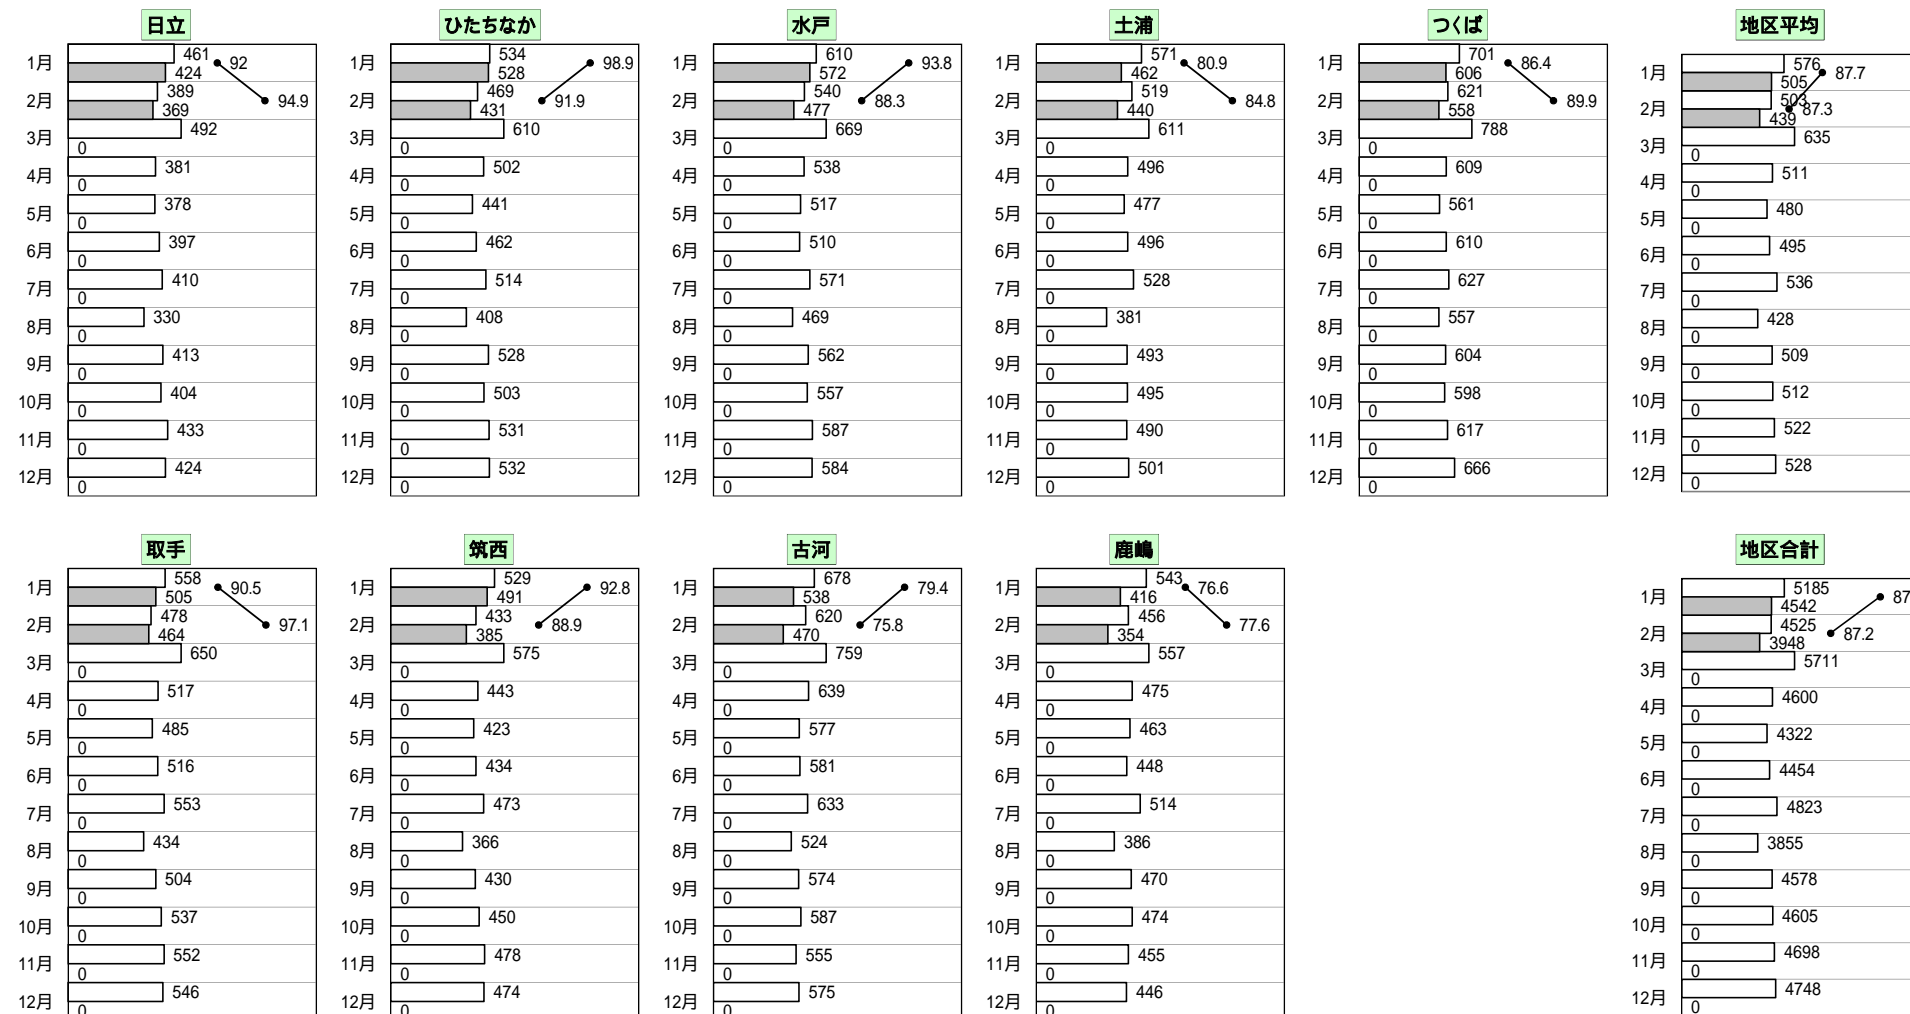 日立 ひたちなか 水戸 土浦 つくば 地区平均
1月 461 92 1月 534 98.9 1月 610 93.8 1月 571 80.9 1月 701 86.4 1月 576 87.7
424 528 572 462 606 505
2月 389 94.9 2月 469 91.9 2月 540 88.3 2月 519 84.8 2月 621 89.9 2月 503 87.3
369 431 477 440 558 439
3月 492 3月 610 3月 669 3月 611 3月 788 3月 635
0 0 0 0 0 0
4月 381 4月 502 4月 538 4月 496 4月 609 4月 511
0 0 0 0 0 0
5月 378 5月 441 5月 517 5月 477 5月 561 5月 480
0 0 0 0 0 0
6月 397 6月 462 6月 510 6月 496 6月 610 6月 495
0 0 0 0 0 0
7月 410 7月 514 7月 571 7月 528 7月 627 7月 536
0 0 0 0 0 0
8月 330 8月 408 8月 469 8月 381 8月 557 8月 428
0 0 0 0 0 0
9月 413 9月 528 9月 562 9月 493 9月 604 9月 509
0 0 0 0 0 0
10月 404 10月 503 10月 557 10月 495 10月 598 10月 512
0 0 0 0 0 0
11月 433 11月 531 11月 587 11月 490 11月 617 11月 522
0 0 0 0 0 0
12月 424 12月 532 12月 584 12月 501 12月 666 12月 528
0 0 0 0 0 0
取手 筑西 古河 鹿嶋 地区合計
1月 558 90.5 1月 529 92.8 1月 678 79.4 1月 543 76.6 1月 5185 87
505 491 538 416 4542
2月 478 97.1 2月 433 88.9 2月 620 75.8 2月 456 77.6 2月 4525 87.2
464 385 470 354 3948
3月 650 3月 575 3月 759 3月 557 3月 5711
0 0 0 0 0
4月 517 4月 443 4月 639 4月 475 4月 4600
0 0 0 0 0
5月 485 5月 423 5月 577 5月 463 5月 4322
0 0 0 0 0
6月 516 6月 434 6月 581 6月 448 6月 4454
0 0 0 0 0
7月 553 7月 473 7月 633 7月 514 7月 4823
0 0 0 0 0
8月 434 8月 366 8月 524 8月 386 8月 3855
0 0 0 0 0
9月 504 9月 430 9月 574 9月 470 9月 4578
0 0 0 0 0
10月 537 10月 450 10月 587 10月 474 10月 4605
0 0 0 0 0
11月 552 11月 478 11月 555 11月 455 11月 4698
0 0 0 0 0
12月 546 12月 474 12月 575 12月 446 12月 4748
0 0 0 0 0